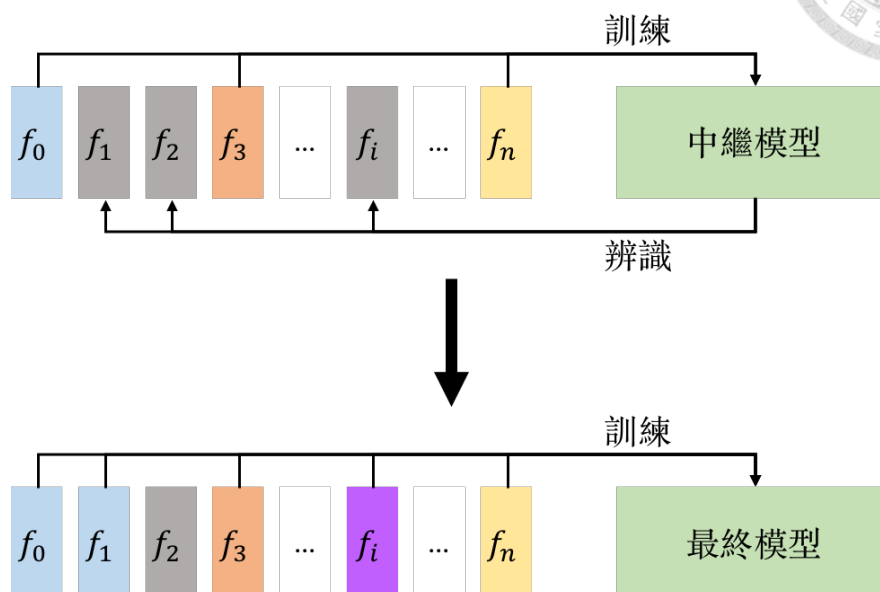 訓練
f₀ f₁ f₂ f₃ ... fᵢ ... fₙ 中繼模型
辨識
訓練
f₀ f₁ f₂ f₃ ... fᵢ ... fₙ 最終模型